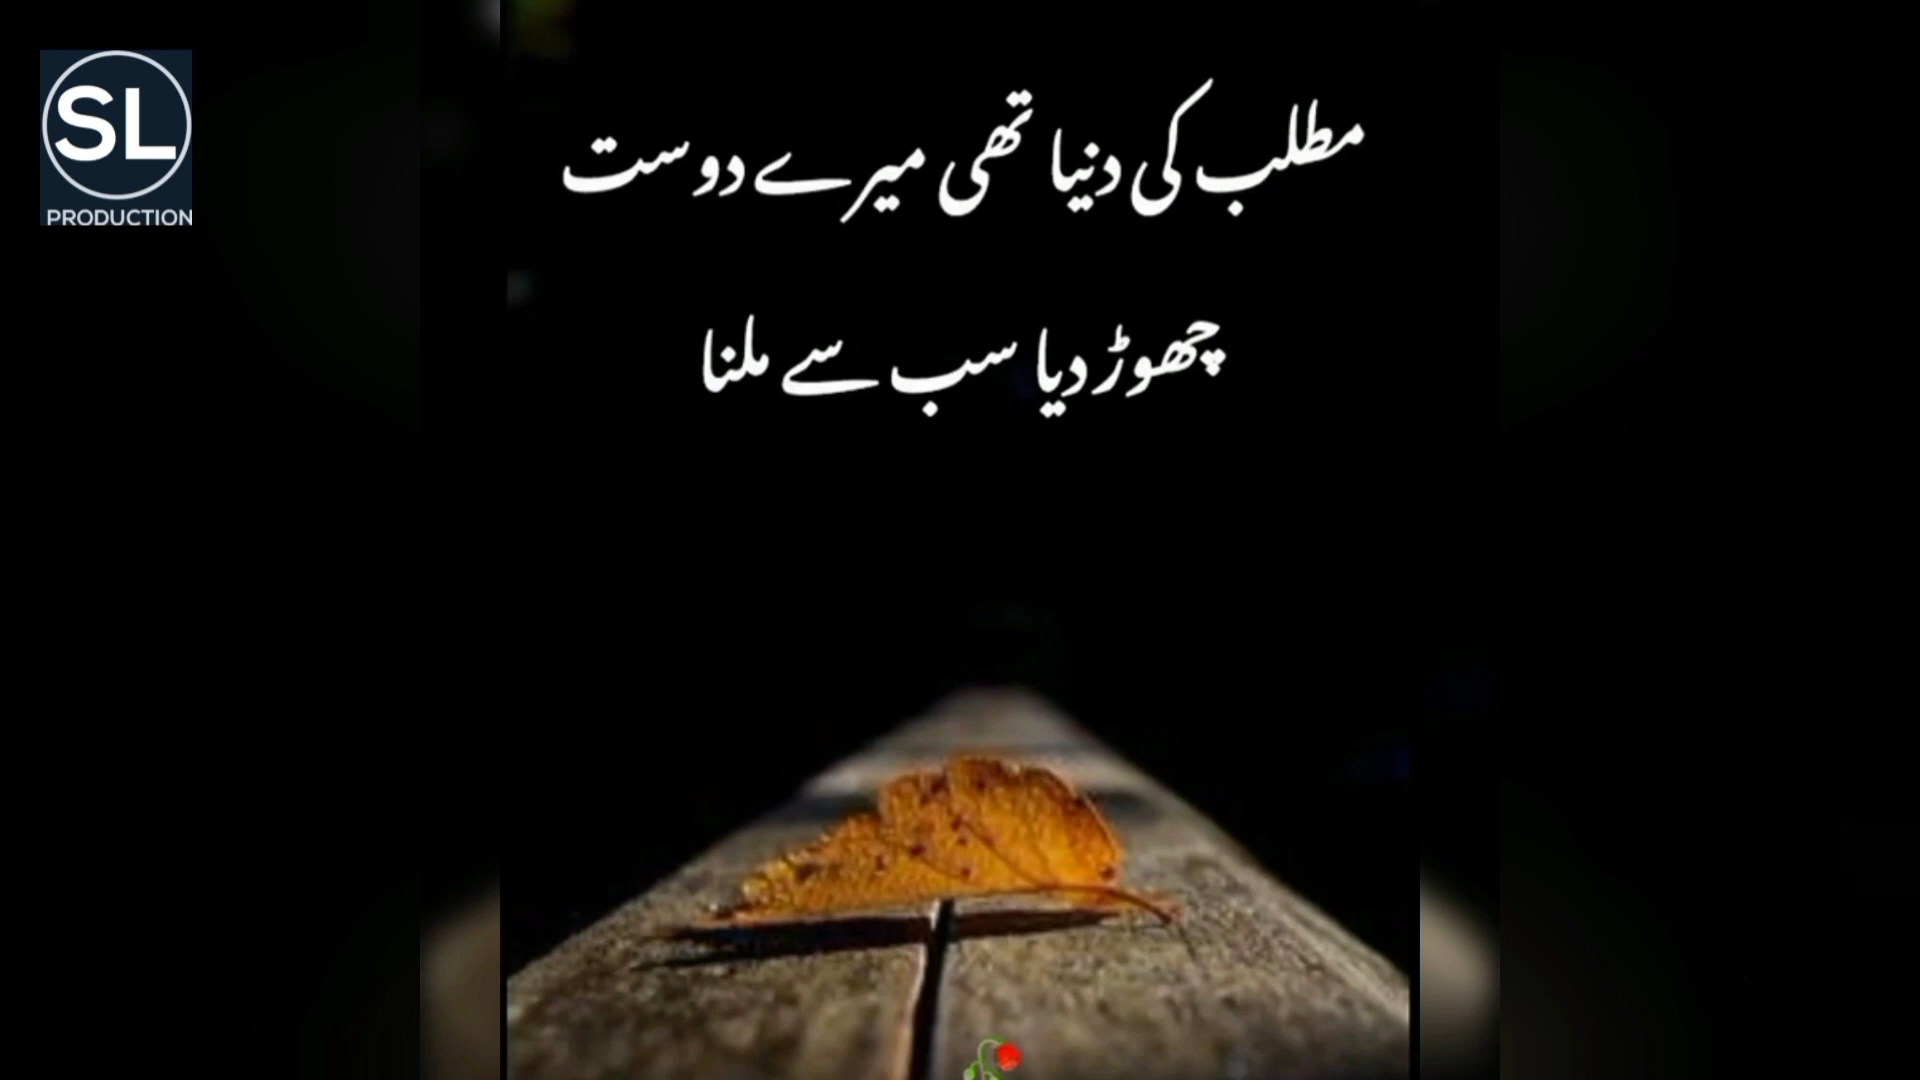 SL
PRODUCTION
مطلب کی دنیا تھی میرے دوست
چھوڑ دیا سب سے ملنا